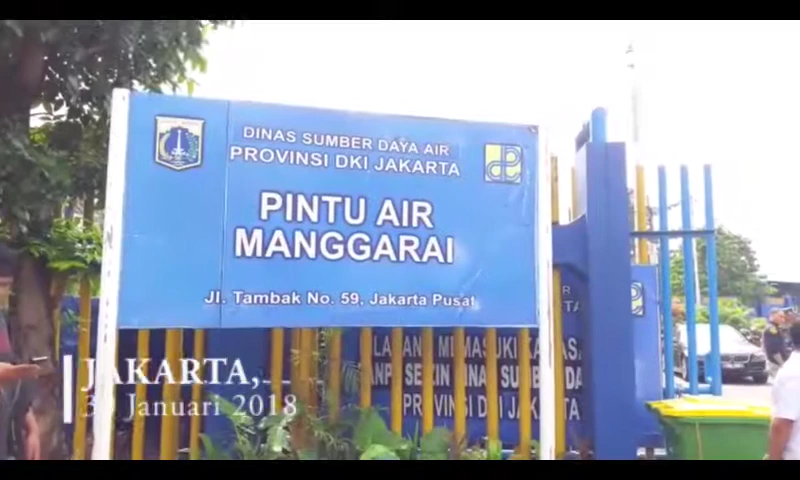 DINAS SUMBER DAYA AIR
PROVINSI DKI JAKARTA
PINTU AIR
MANGGARAI
Jl. Tambak No. 59, Jakarta Pusat
JAKARTA,
Januari 2018
PROVINSI DKI JAKARTA